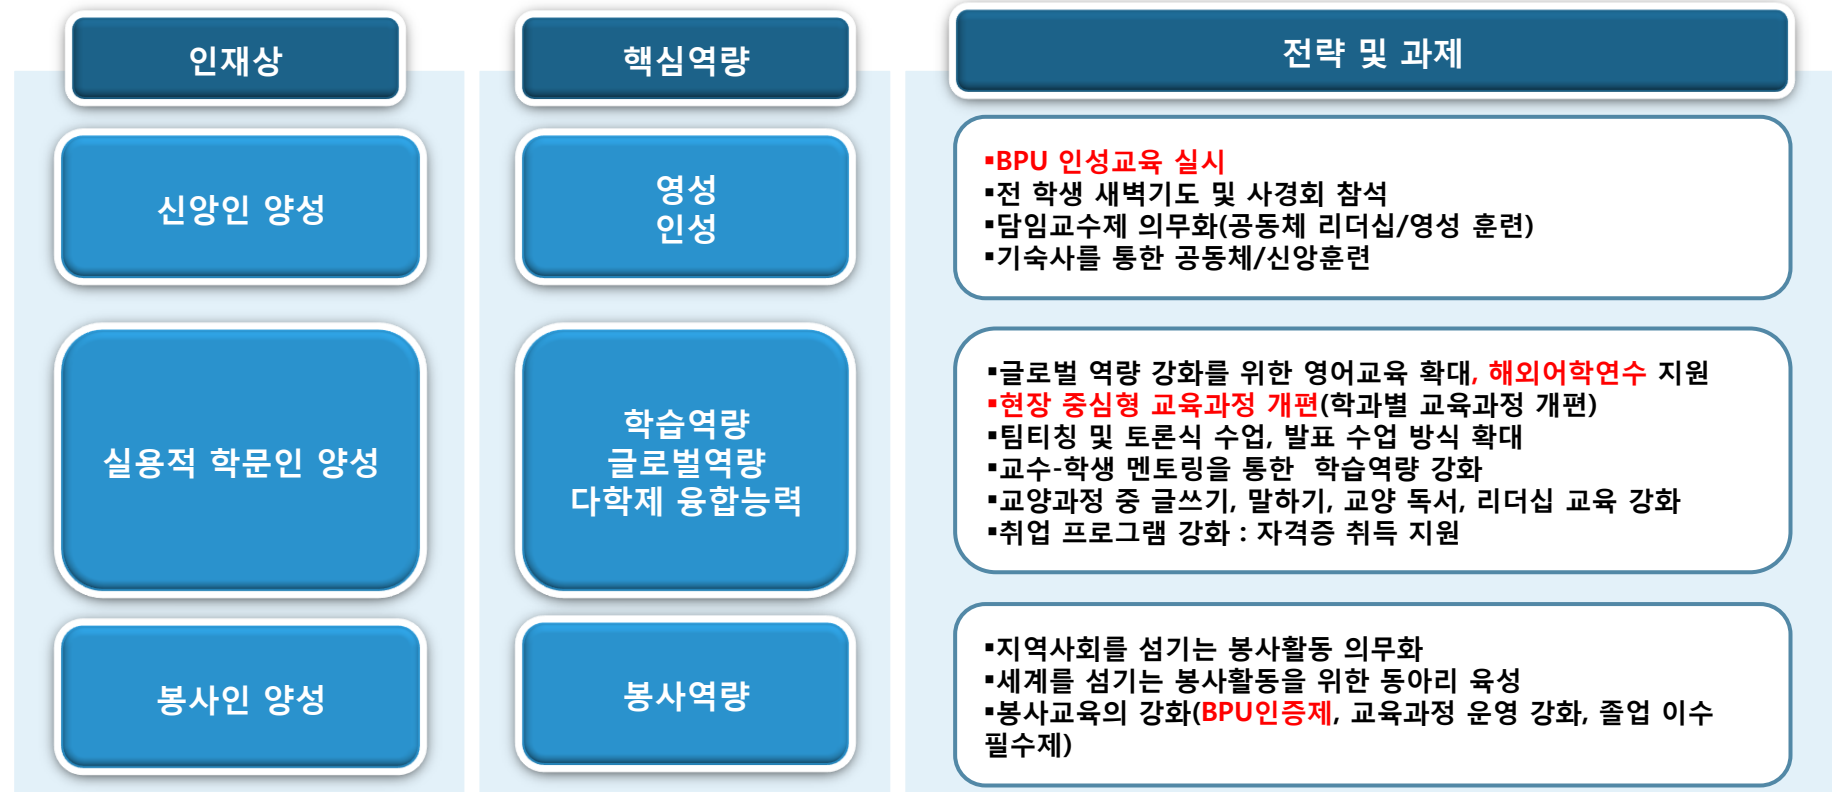 인재상
핵심역량
전략 및 과제
신앙인 양성
영성
인성
▪BPU 인성교육 실시
▪전 학생 새벽기도 및 사경회 참석
▪담임교수제 의무화(공동체 리더십/영성 훈련)
▪기숙사를 통한 공동체/신앙훈련
실용적 학문인 양성
학습역량
글로벌역량
다학제 융합능력
▪글로벌 역량 강화를 위한 영어교육 확대, 해외어학연수 지원
▪현장 중심형 교육과정 개편(학과별 교육과정 개편)
▪팀티칭 및 토론식 수업, 발표 수업 방식 확대
▪교수-학생 멘토링을 통한  학습역량 강화
▪교양과정 중 글쓰기, 말하기, 교양 독서, 리더십 교육 강화
▪취업 프로그램 강화 : 자격증 취득 지원
봉사인 양성
봉사역량
▪지역사회를 섬기는 봉사활동 의무화
▪세계를 섬기는 봉사활동을 위한 동아리 육성
▪봉사교육의 강화(BPU인증제, 교육과정 운영 강화, 졸업 이수
필수제)